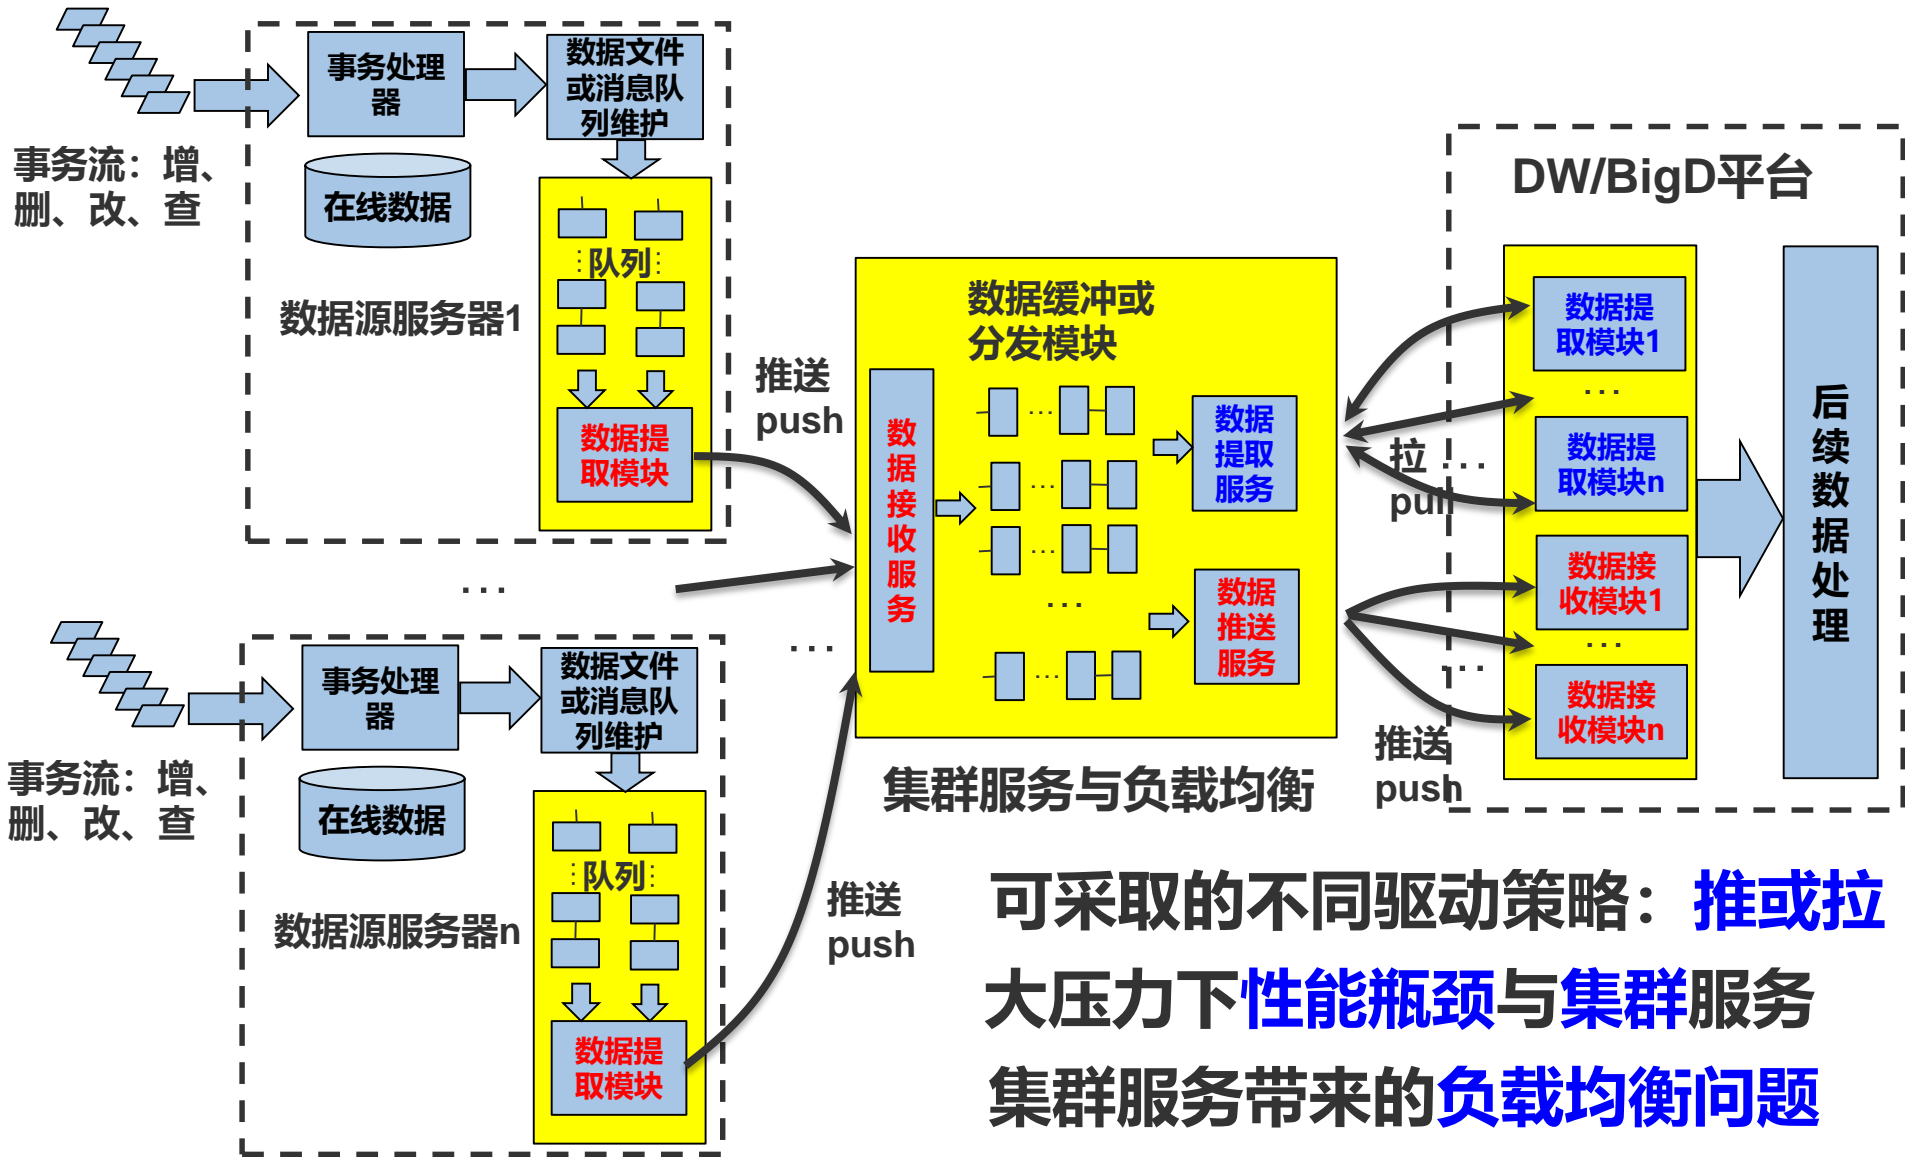 事务处理
器
数据文件
或消息队
列维护
事务流：增、
删、改、查
在线数据
队列
数据源服务器1
数据提
取模块
推送
push
...
事务处理
器
数据文件
或消息队
列维护
事务流：增、
删、改、查
在线数据
队列
数据源服务器n
数据提
取模块
推送
push
...
数据缓冲或
分发模块
数
据
接
收
服
务
...
...
...
...
...
数据
提取
服务
数据
推送
服务
集群服务与负载均衡
拉 ...
pull
...
推送
push
DW/BigD平台
数据提
取模块1
...
数据提
取模块n
数据接
收模块1
...
数据接
收模块n
后
续
数
据
处
理
可采取的不同驱动策略：推或拉
大压力下性能瓶颈与集群服务
集群服务带来的负载均衡问题